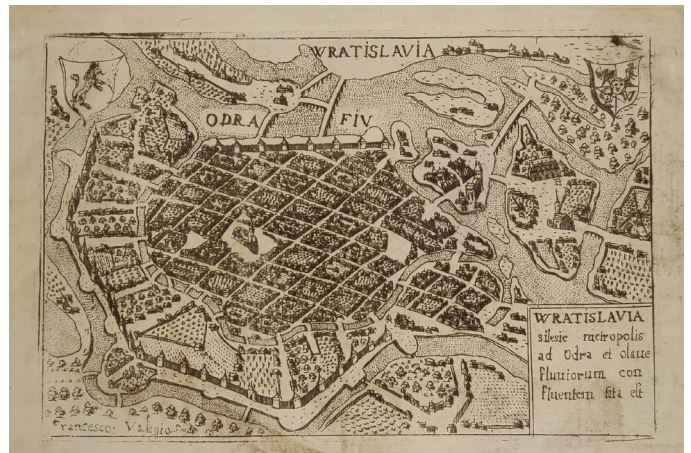 WRATISLAVIA
ODRA FIV
WRATISLAVIA
silesie metropolis
ad Odra et olaue
fluuiorum con
fluentem sita est
Francesco Valegio